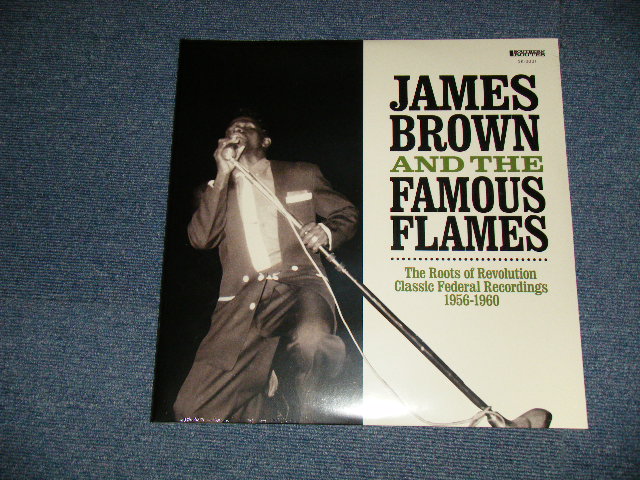 JAMES
BROWN
AND THE
FAMOUS
FLAMES
The Roots of Revolution
Classic Federal Recordings
1956-1960